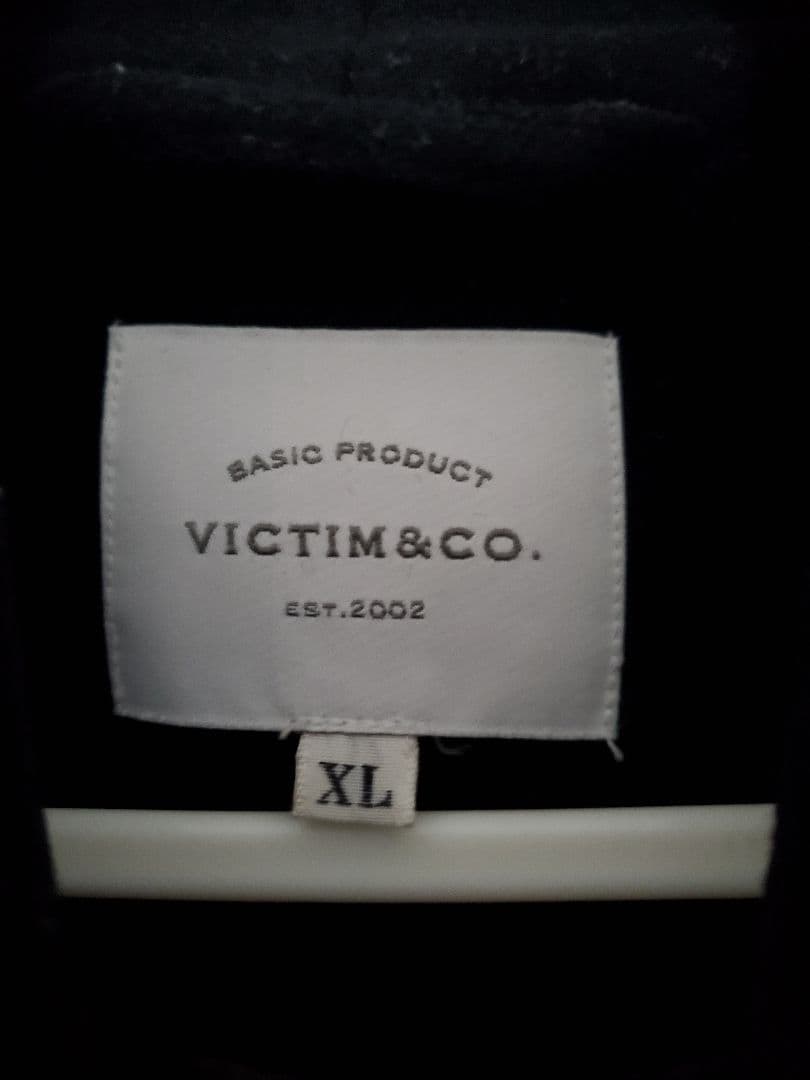 BASIC PRODUCT
VICTIM&CO.
EST.2002
XL